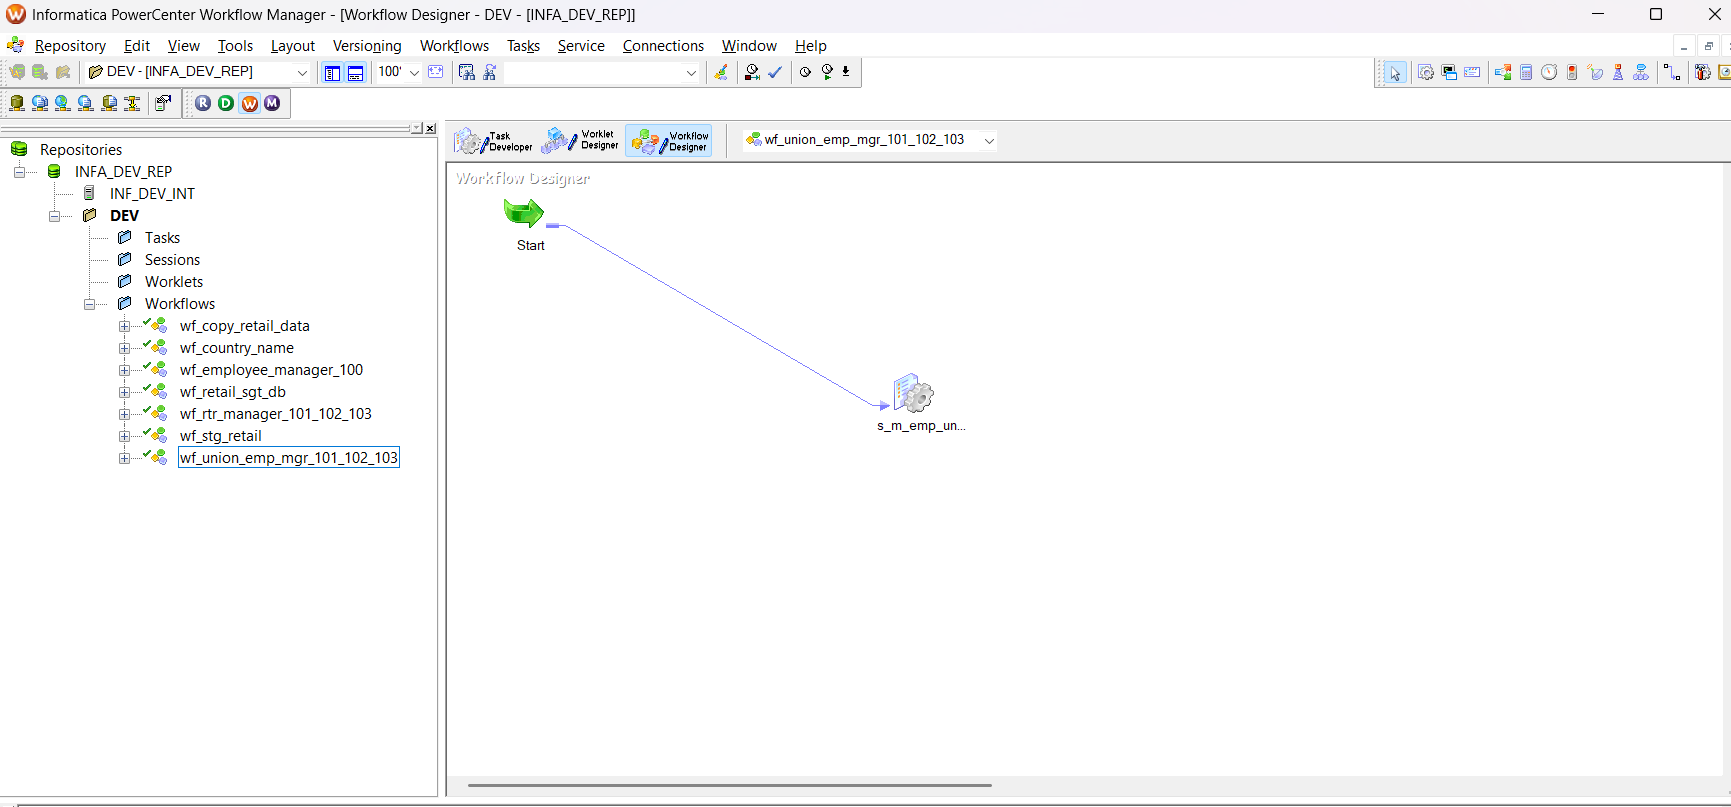 Informatica PowerCenter Workflow Manager - [Workflow Designer - DEV - [INFA_DEV_REP]]
Repository Edit View Tools Layout Versioning Workflows Tasks Service Connections Window Help
DEV - [INFA_DEV_REP] 100%
R D W M
Task Developer
Worklet Designer
Workflow Designer
wf_union_emp_mgr_101_102_103
Repositories
INFA_DEV_REP
INF_DEV_INT
DEV
Tasks
Sessions
Worklets
Workflows
wf_copy_retail_data
wf_country_name
wf_employee_manager_100
wf_retail_sgt_db
wf_rtr_manager_101_102_103
wf_stg_retail
wf_union_emp_mgr_101_102_103
Workflow Designer
Start
s_m_emp_un...